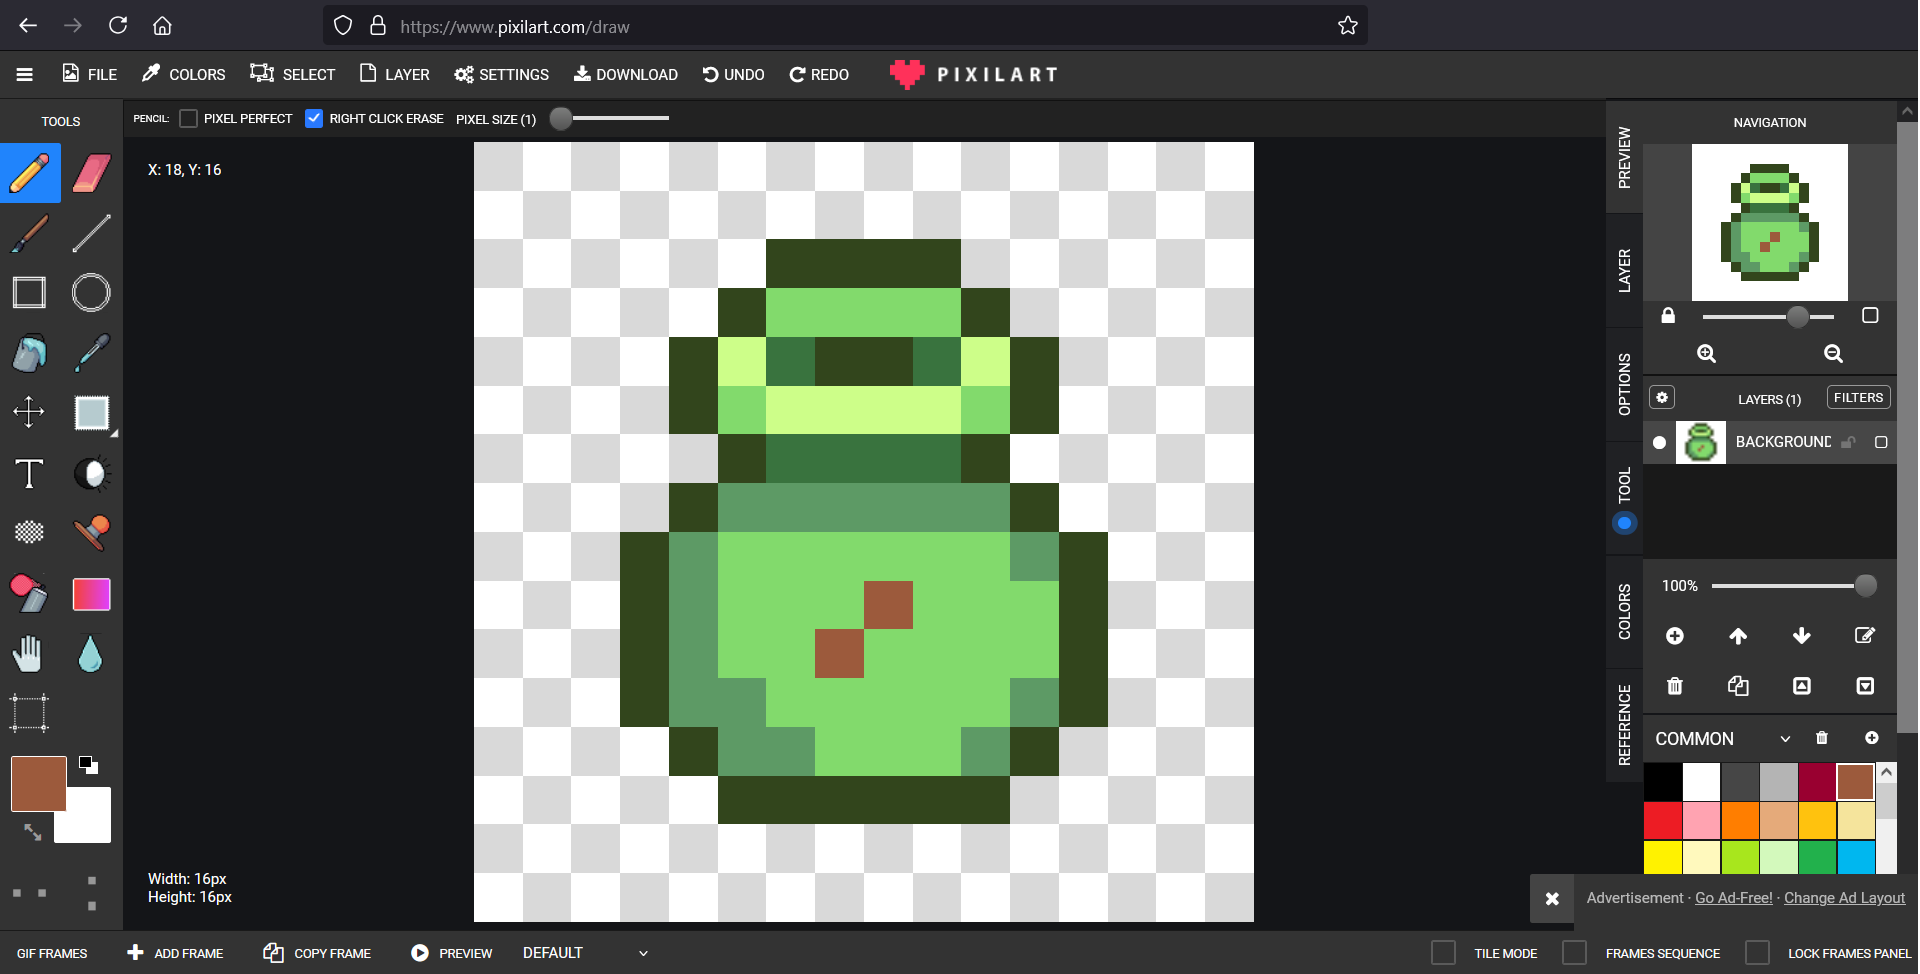 https://www.pixilart.com/draw
FILE COLORS SELECT LAYER SETTINGS DOWNLOAD UNDO REDO PIXILART
TOOLS
PENCIL: PIXEL PERFECT RIGHT CLICK ERASE PIXEL SIZE (1)
X: 18, Y: 16
PREVIEW
LAYER
OPTIONS
TOOL
COLORS
REFERENCE
NAVIGATION
LAYERS (1) FILTERS
BACKGROUND
100%
COMMON
Width: 16px
Height: 16px
Advertisement · Go Ad-Free! · Change Ad Layout
GIF FRAMES ADD FRAME COPY FRAME PREVIEW DEFAULT TILE MODE FRAMES SEQUENCE LOCK FRAMES PANEL